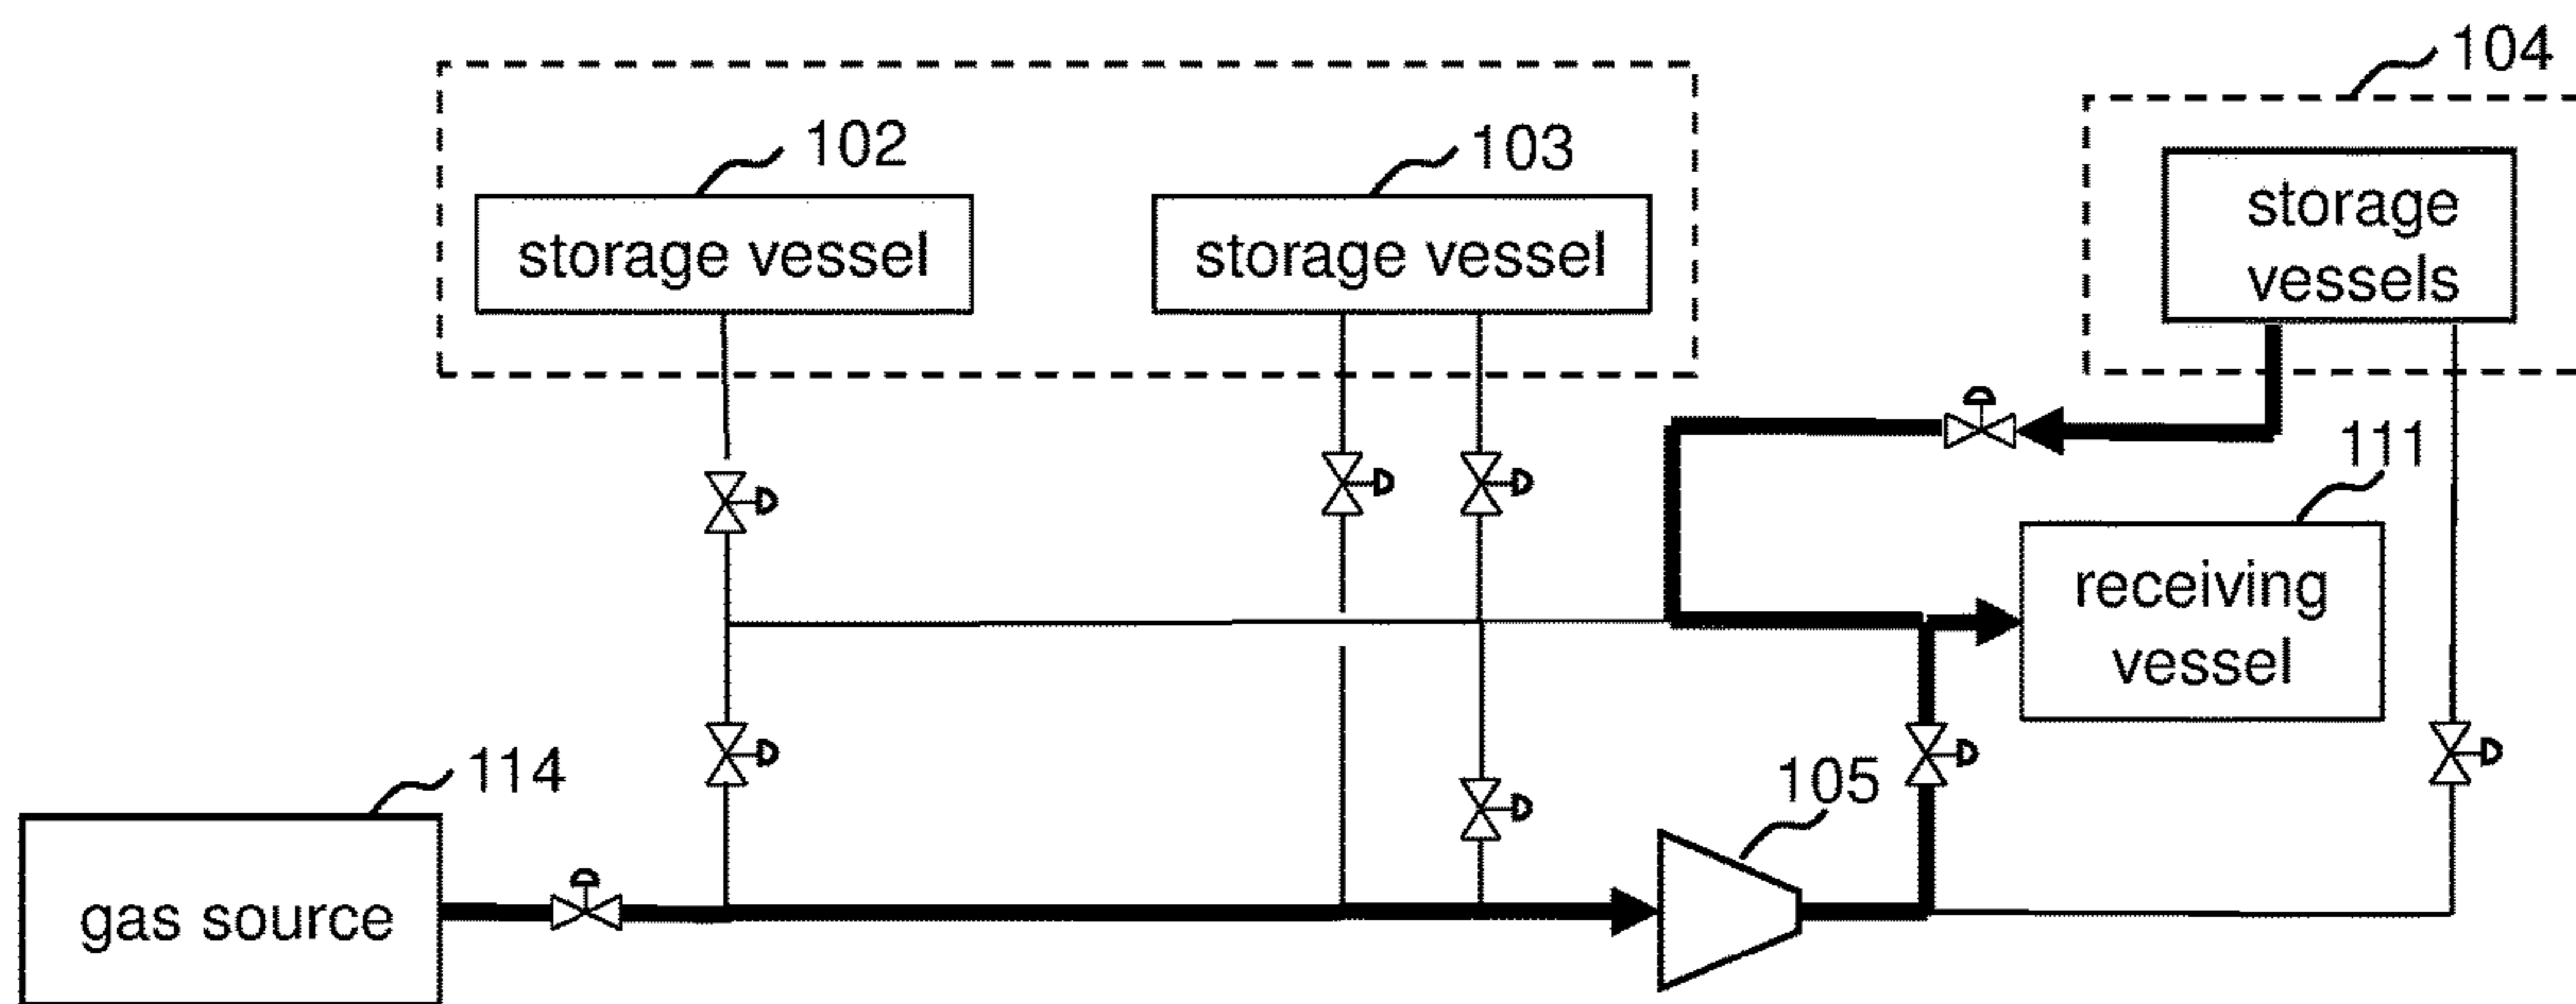 104
102
103
storage vessel
storage vessel
storage
vessels
111
receiving
vessel
114
105
gas source